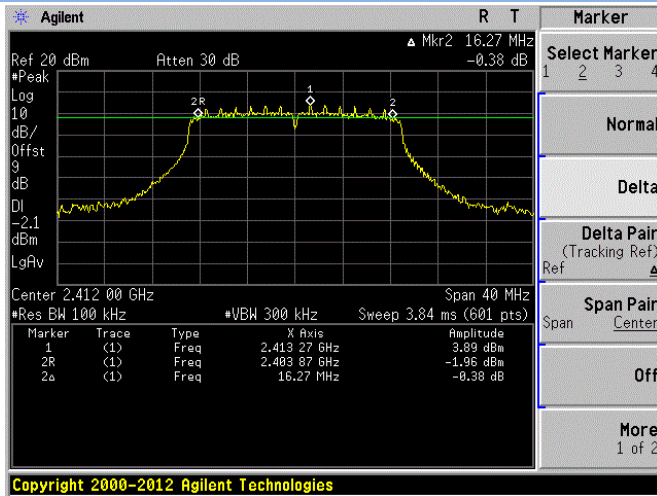 Agilent R T Marker
Δ Mkr2 16.27 MHz
Ref 20 dBm Atten 30 dB -0.38 dB
#Peak
Log
10
dB/
Offst
9
dB
DI
-2.1
dBm
LgAv
2R
1
2
Center 2.412 00 GHz Span 40 MHz
#Res BW 100 kHz #VBW 300 kHz Sweep 3.84 ms (601 pts)
Marker Trace Type X Axis Amplitude
1 (1) Freq 2.413 27 GHz 3.89 dBm
2R (1) Freq 2.403 87 GHz -1.96 dBm
2Δ (1) Freq 16.27 MHz -0.38 dB
Select Marker
1 2 3 4
Normal
Delta
Delta Pair
(Tracking Ref)
Ref Δ
Span Pair
Span Center
Off
More
1 of 2
Copyright 2000-2012 Agilent Technologies